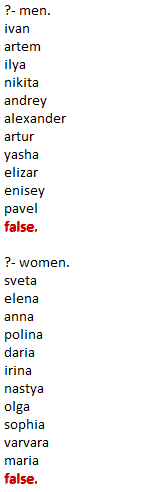 ?- men.
ivan
artem
ilya
nikita
andrey
alexander
artur
yasha
elizar
enisey
pavel
false.
?- women.
sveta
elena
anna
polina
daria
irina
nastya
olga
sophia
varvara
maria
false.